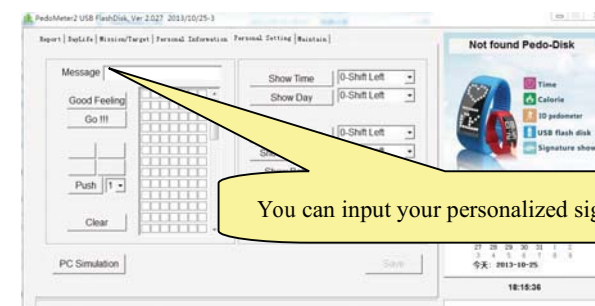 PedoMeter2 USB FlashDisk, Ver 2.027 2013/10/25-3
Report | DayLife | Mission/Target | Personal Information Personal Setting | Maintain |
Message
Good Feeling
Go !!!
Push 1
Clear
PC Simulation
Show Time 0-Shift Left
Show Day 0-Shift Left
0-Shift Left
Save
You can input your personalized
Not found Pedo-Disk
Time
Calorie
3D pedometer
USB flash disk
Signature show
27 28 29 30 31 1 2
3 4 5 6 7 8 9
今天: 2013-10-25
18:15:36